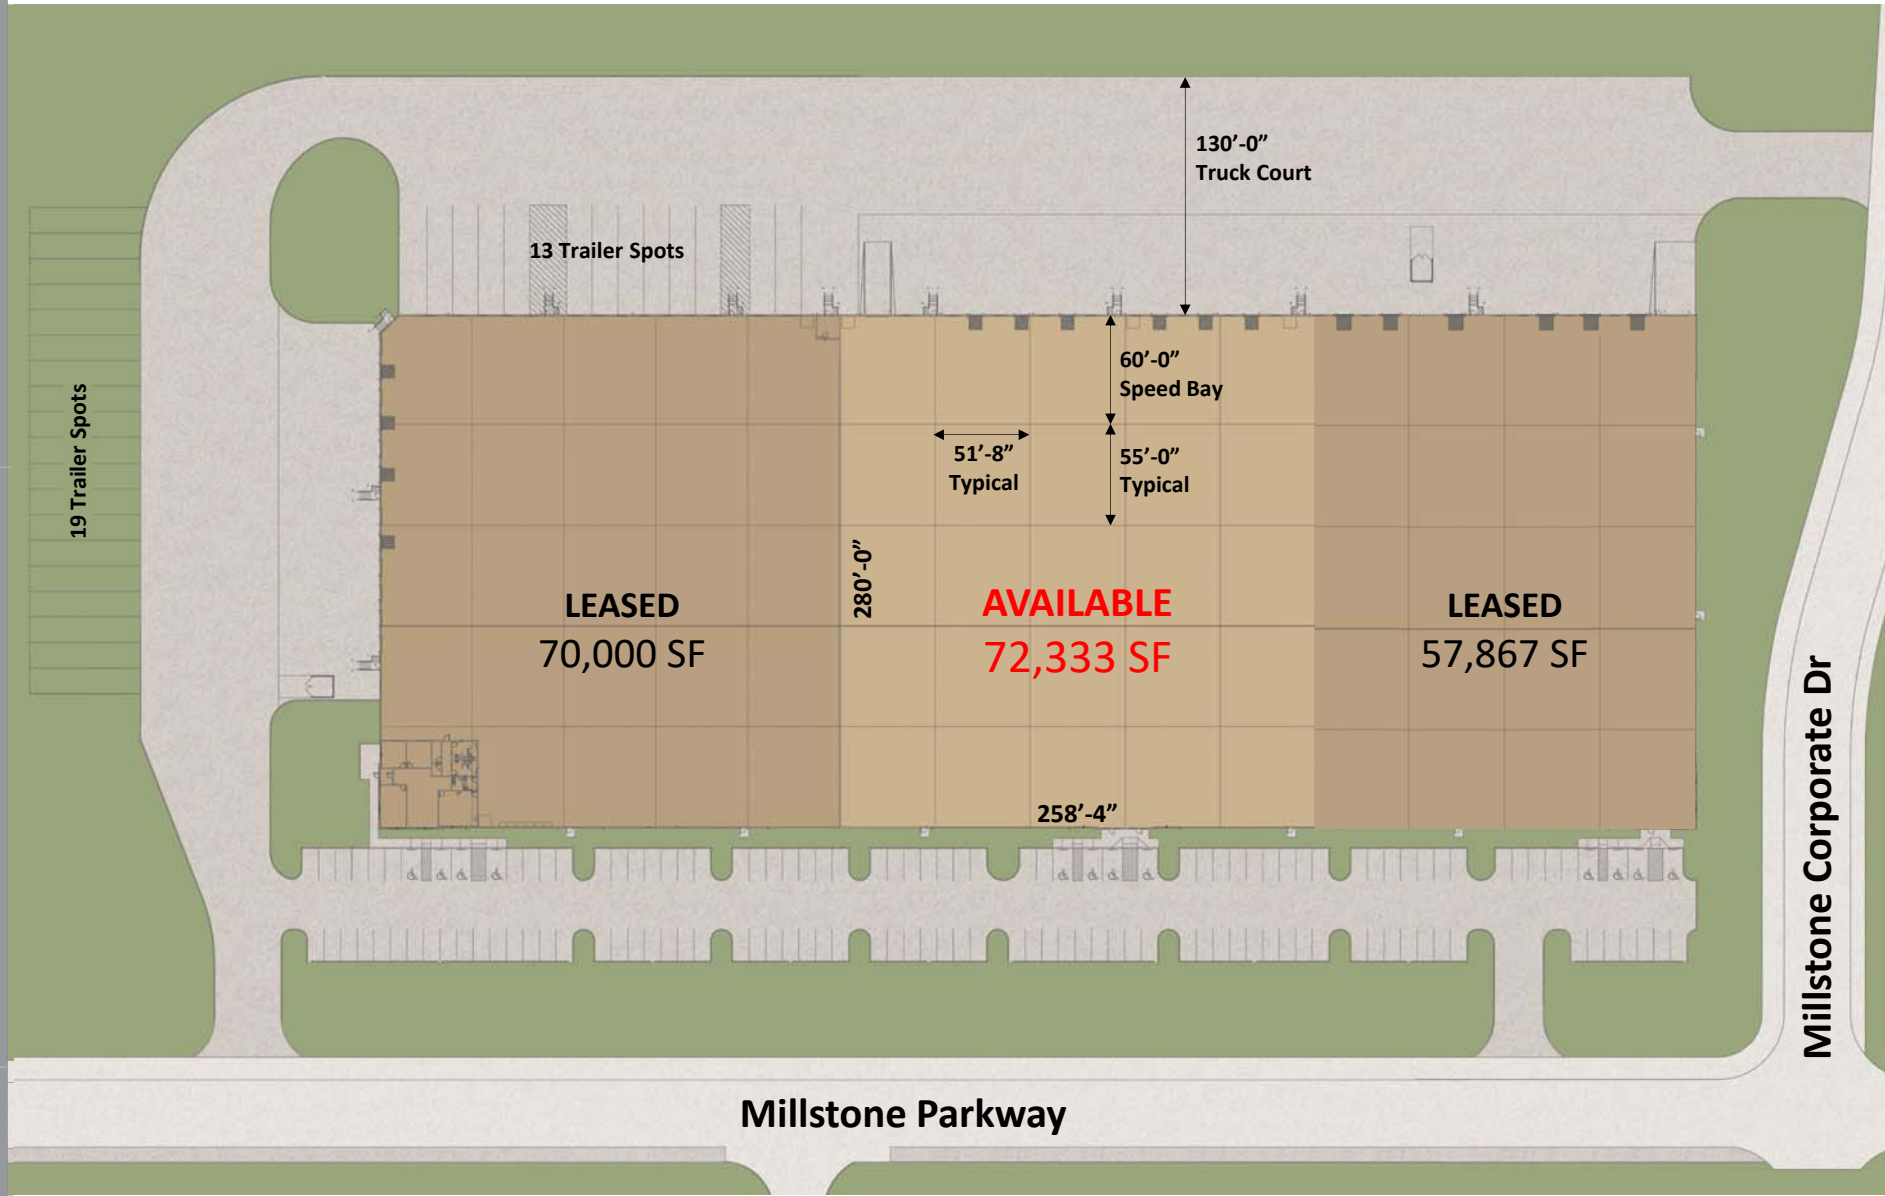 130’-0”
Truck Court
13 Trailer Spots
60’-0”
Speed Bay
19 Trailer Spots
51’-8”
Typical
55’-0”
Typical
280’-0”
LEASED
70,000 SF
AVAILABLE
72,333 SF
LEASED
57,867 SF
258’-4”
Millstone Corporate Dr
Millstone Parkway